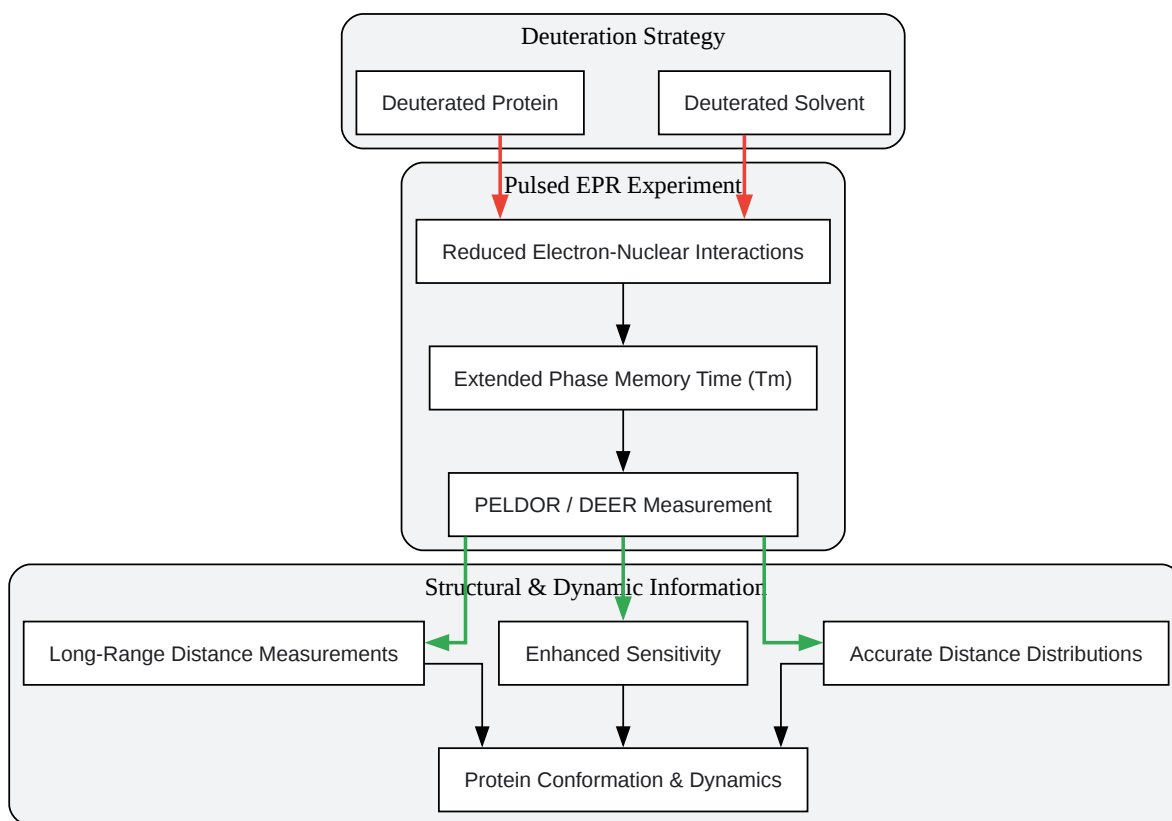 Deuteration Strategy
Deuterated Protein
Deuterated Solvent
Pulsed EPR Experiment
Reduced Electron-Nuclear Interactions
Extended Phase Memory Time (Tm)
PELDOR / DEER Measurement
Structural & Dynamic Information
Long-Range Distance Measurements
Enhanced Sensitivity
Accurate Distance Distributions
Protein Conformation & Dynamics